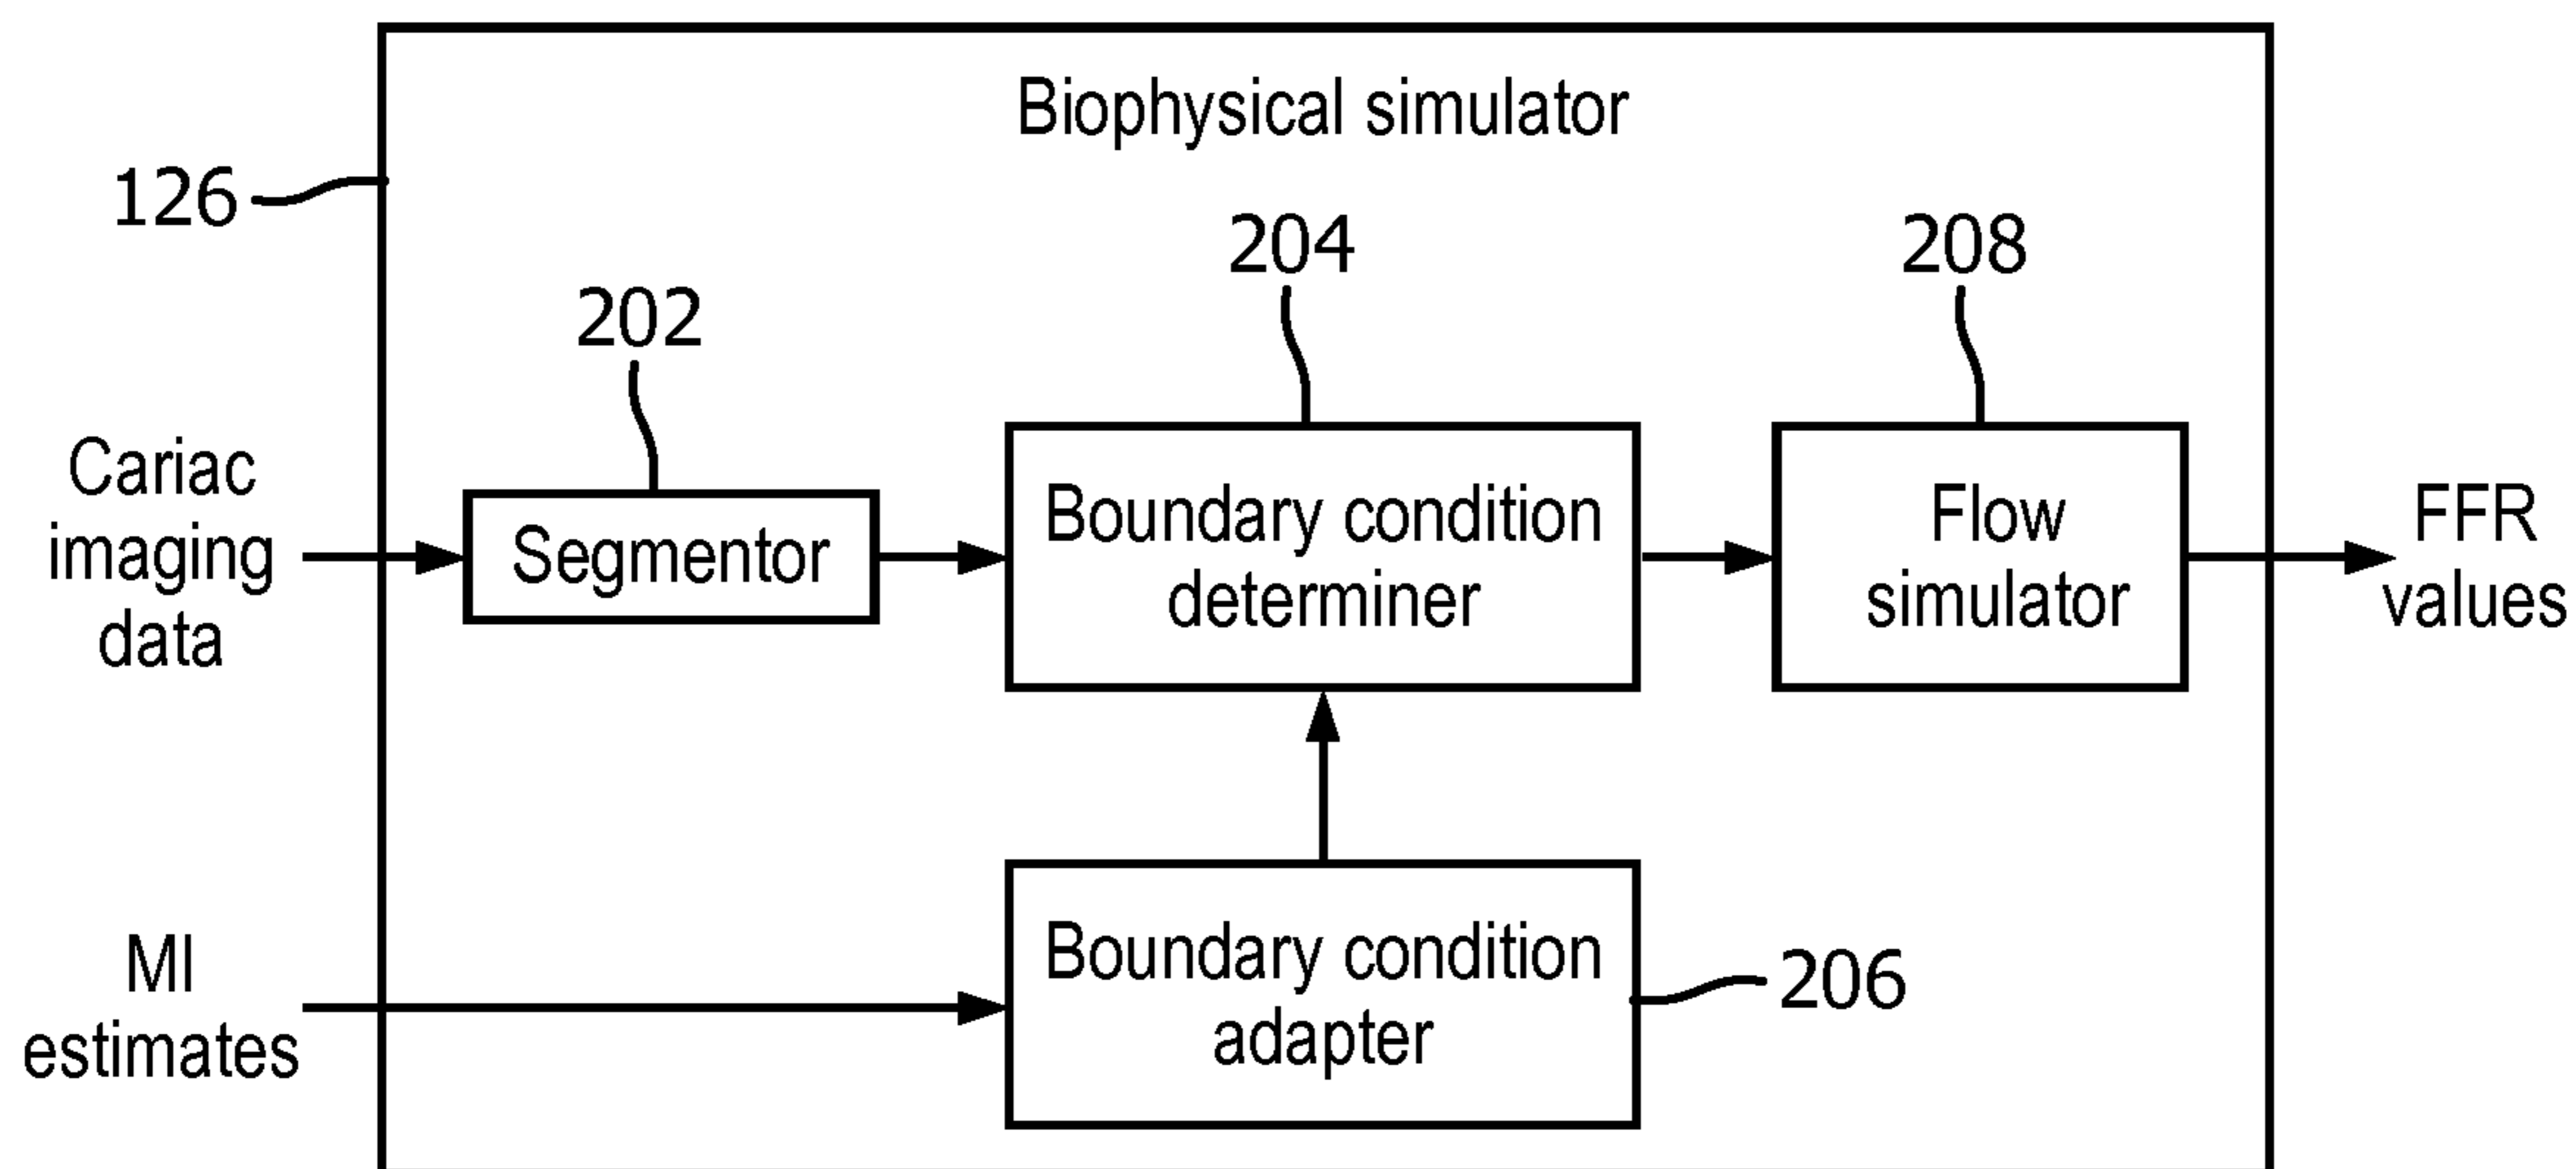 Biophysical simulator
126
204
208
202
Cariac
imaging
data
Segmentor
Boundary condition
determiner
Flow
simulator
FFR
values
MI
estimates
Boundary condition
adapter
206